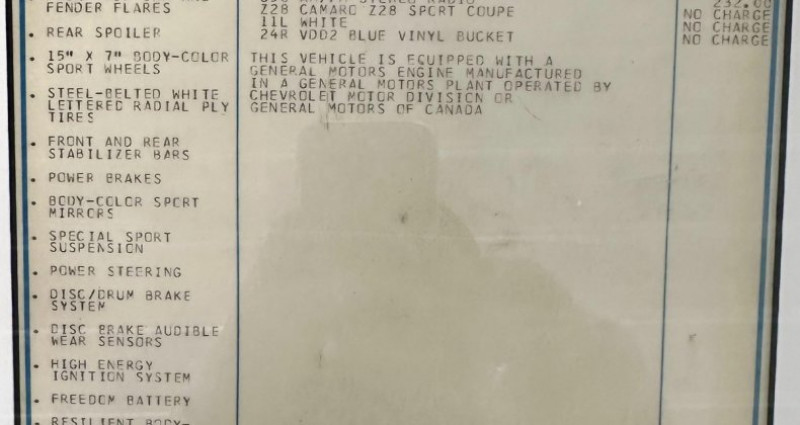 FENDER FLARES
• REAR SPOILER
• 15" X 7" BODY-COLOR
SPORT WHEELS
• STEEL-BELTED WHITE
LETTERED RADIAL PLY
TIRES
• FRONT AND REAR
STABILIZER BARS
• POWER BRAKES
• BODY-COLOR SPORT
MIRRORS
• SPECIAL SPORT
SUSPENSION
• POWER STEERING
• DISC/DRUM BRAKE
SYSTEM
• DISC BRAKE AUDIBLE
WEAR SENSORS
• HIGH ENERGY
IGNITION SYSTEM
• FREEDOM BATTERY
• RESILIENT BODY-
STEREO RADIO 232.00
Z28 CAMARO Z28 SPORT COUPE NO CHARGE
11L WHITE NO CHARGE
24R VDD2 BLUE VINYL BUCKET NO CHARGE
THIS VEHICLE IS EQUIPPED WITH A
GENERAL MOTORS ENGINE MANUFACTURED
IN A GENERAL MOTORS PLANT OPERATED BY
CHEVROLET MOTOR DIVISION OR
GENERAL MOTORS OF CANADA